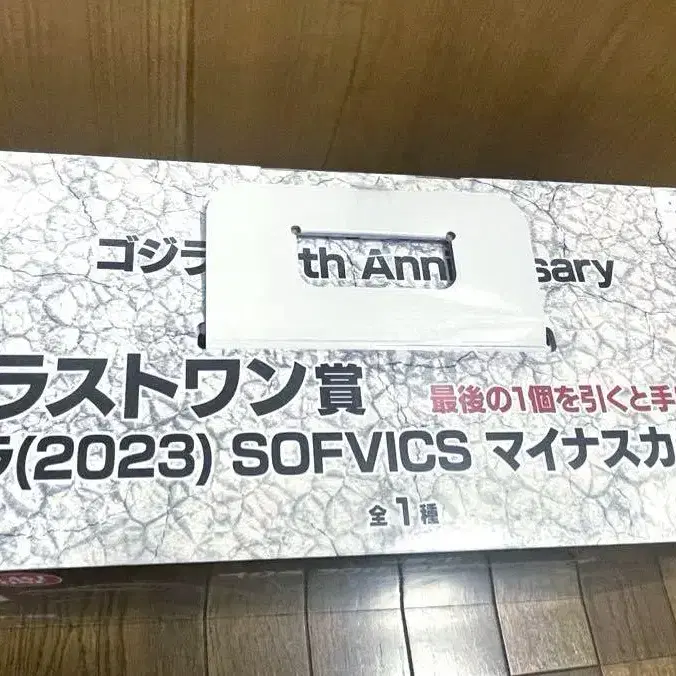 ゴジラ th Anni sary
ラストワン賞 最後の1個を引くと手
ラ(2023) SOFVICS マイナスカ
全1種